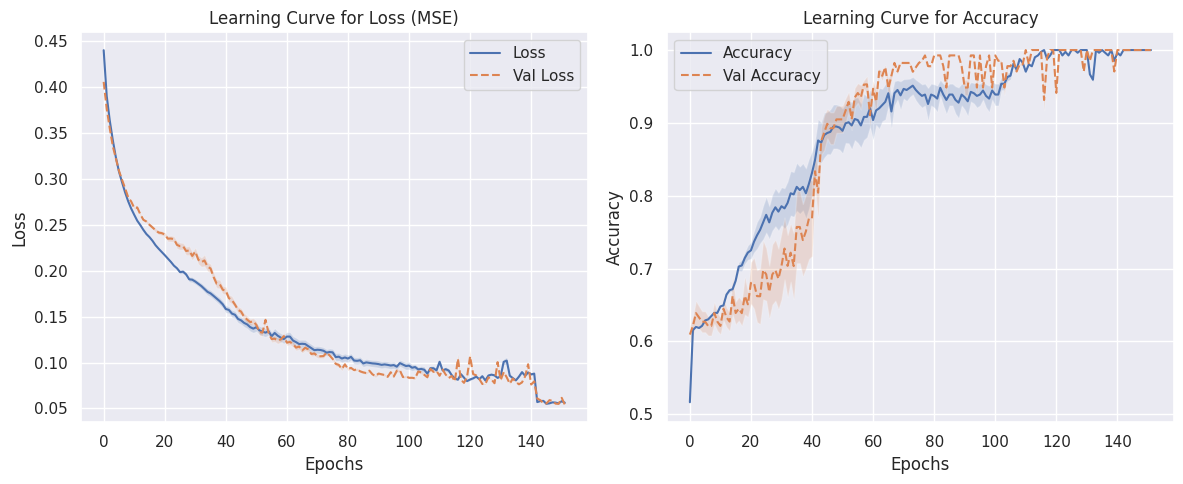 Learning Curve for Loss (MSE)
Loss
Val Loss
0.45
0.40
0.35
0.30
0.25
0.20
0.15
0.10
0.05
Loss
0 20 40 60 80 100 120 140
Epochs
Learning Curve for Accuracy
Accuracy
Val Accuracy
1.0
0.9
0.8
0.7
0.6
0.5
Accuracy
0 20 40 60 80 100 120 140
Epochs